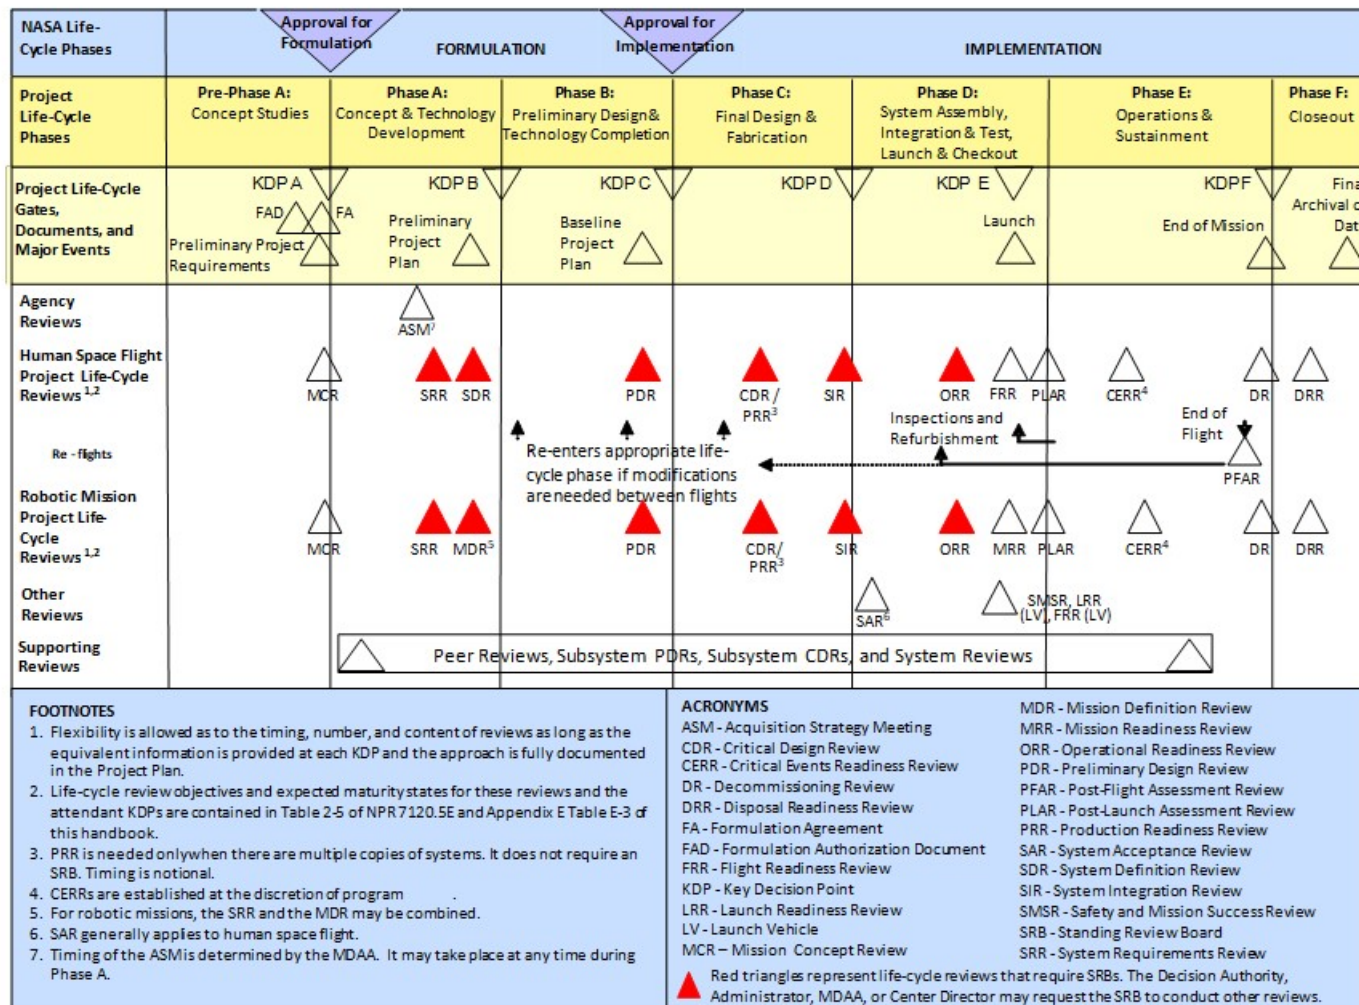 NASA Life-
Cycle Phases
Approval for
Formulation
FORMULATION
Approval for
Implementation
IMPLEMENTATION
Project
Life-Cycle
Phases
Pre-Phase A:
Concept Studies
Phase A:
Concept & Technology
Development
Phase B:
Preliminary Design &
Technology Completion
Phase C:
Final Design &
Fabrication
Phase D:
System Assembly,
Integration & Test,
Launch & Checkout
Phase E:
Operations &
Sustainment
Phase F:
Closeout
Project Life-Cycle
Gates,
Documents, and
Major Events
KDP A
KDP B
KDP C
KDP D
KDP E
KDP F
FAD
FA
Preliminary Project
Requirements
Preliminary
Project
Plan
Baseline
Project
Plan
Launch
End of Mission
Fina
Archival o
Dat
Agency
Reviews
ASM7
Human Space Flight
Project Life-Cycle
Reviews 1,2
MCR
SRR
SDR
PDR
CDR /
PRR3
SIR
ORR
FRR
PLAR
CERR4
DR
DRR
Re - flights
Re-enters appropriate life-
cycle phase if modifications
are needed between flights
Inspections and
Refurbishment
End of
Flight
PFAR
Robotic Mission
Project Life-
Cycle
Reviews 1,2
MCR
SRR
MDR5
PDR
CDR/
PRR3
SIR
ORR
MRR
PLAR
CERR4
DR
DRR
Other
Reviews
SAR6
SMSR, LRR
(LV), FRR (LV)
Supporting
Reviews
Peer Reviews, Subsystem PDRs, Subsystem CDRs, and System Reviews
FOOTNOTES
1. Flexibility is allowed as to the timing, number, and content of reviews as long as the
equivalent information is provided at each KDP and the approach is fully documented
in the Project Plan.
2. Life-cycle review objectives and expected maturity states for these reviews and the
attendant KDPs are contained in Table 2-5 of NPR 7120.5E and Appendix E Table E-3 of
this handbook.
3. PRR is needed only when there are multiple copies of systems. It does not require an
SRB. Timing is notional.
4. CERRs are established at the discretion of program .
5. For robotic missions, the SRR and the MDR may be combined.
6. SAR generally applies to human space flight.
7. Timing of the ASM is determined by the MDAA. It may take place at any time during
Phase A.
ACRONYMS
ASM - Acquisition Strategy Meeting
CDR - Critical Design Review
CERR - Critical Events Readiness Review
DR - Decommissioning Review
DRR - Disposal Readiness Review
FA - Formulation Agreement
FAD - Formulation Authorization Document
FRR - Flight Readiness Review
KDP - Key Decision Point
LRR - Launch Readiness Review
LV - Launch Vehicle
MCR – Mission Concept Review
MDR - Mission Definition Review
MRR - Mission Readiness Review
ORR - Operational Readiness Review
PDR - Preliminary Design Review
PFAR - Post-Flight Assessment Review
PLAR - Post-Launch Assessment Review
PRR - Production Readiness Review
SAR - System Acceptance Review
SDR - System Definition Review
SIR - System Integration Review
SMSR - Safety and Mission Success Review
SRB - Standing Review Board
SRR - System Requirements Review
Red triangles represent life-cycle reviews that require SRBs. The Decision Authority,
Administrator, MDAA, or Center Director may request the SRB to conduct other reviews.